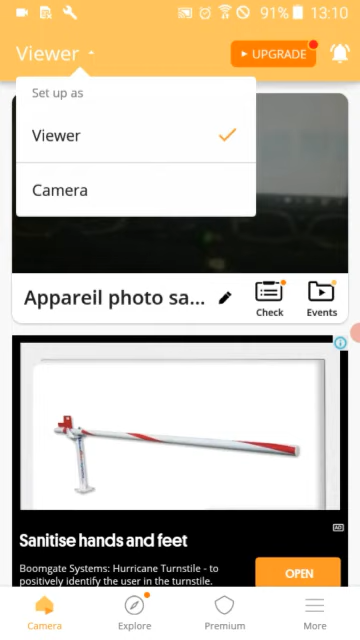 91% 13:10
Viewer
UPGRADE
Set up as
Viewer
Camera
Appareil photo sa...
Check
Events
AD
Sanitise hands and feet
Boomgate Systems: Hurricane Turnstile - to
positively identify the user in the turnstile.
OPEN
Camera
Explore
Premium
More